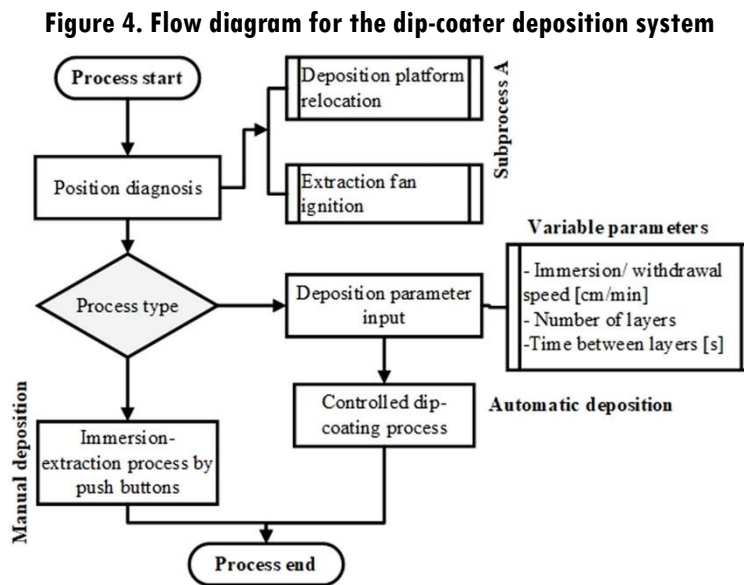 Figure 4. Flow diagram for the dip-coater deposition system
Process start
Deposition platform
relocation
Subprocess A
Position diagnosis
Extraction fan
ignition
Variable parameters
- Immersion/ withdrawal
speed [cm/min]
- Number of layers
-Time between layers [s]
Process type
Deposition parameter
input
Controlled dip-
coating process
Automatic deposition
Manual deposition
Immersion-
extraction process by
push buttons
Process end